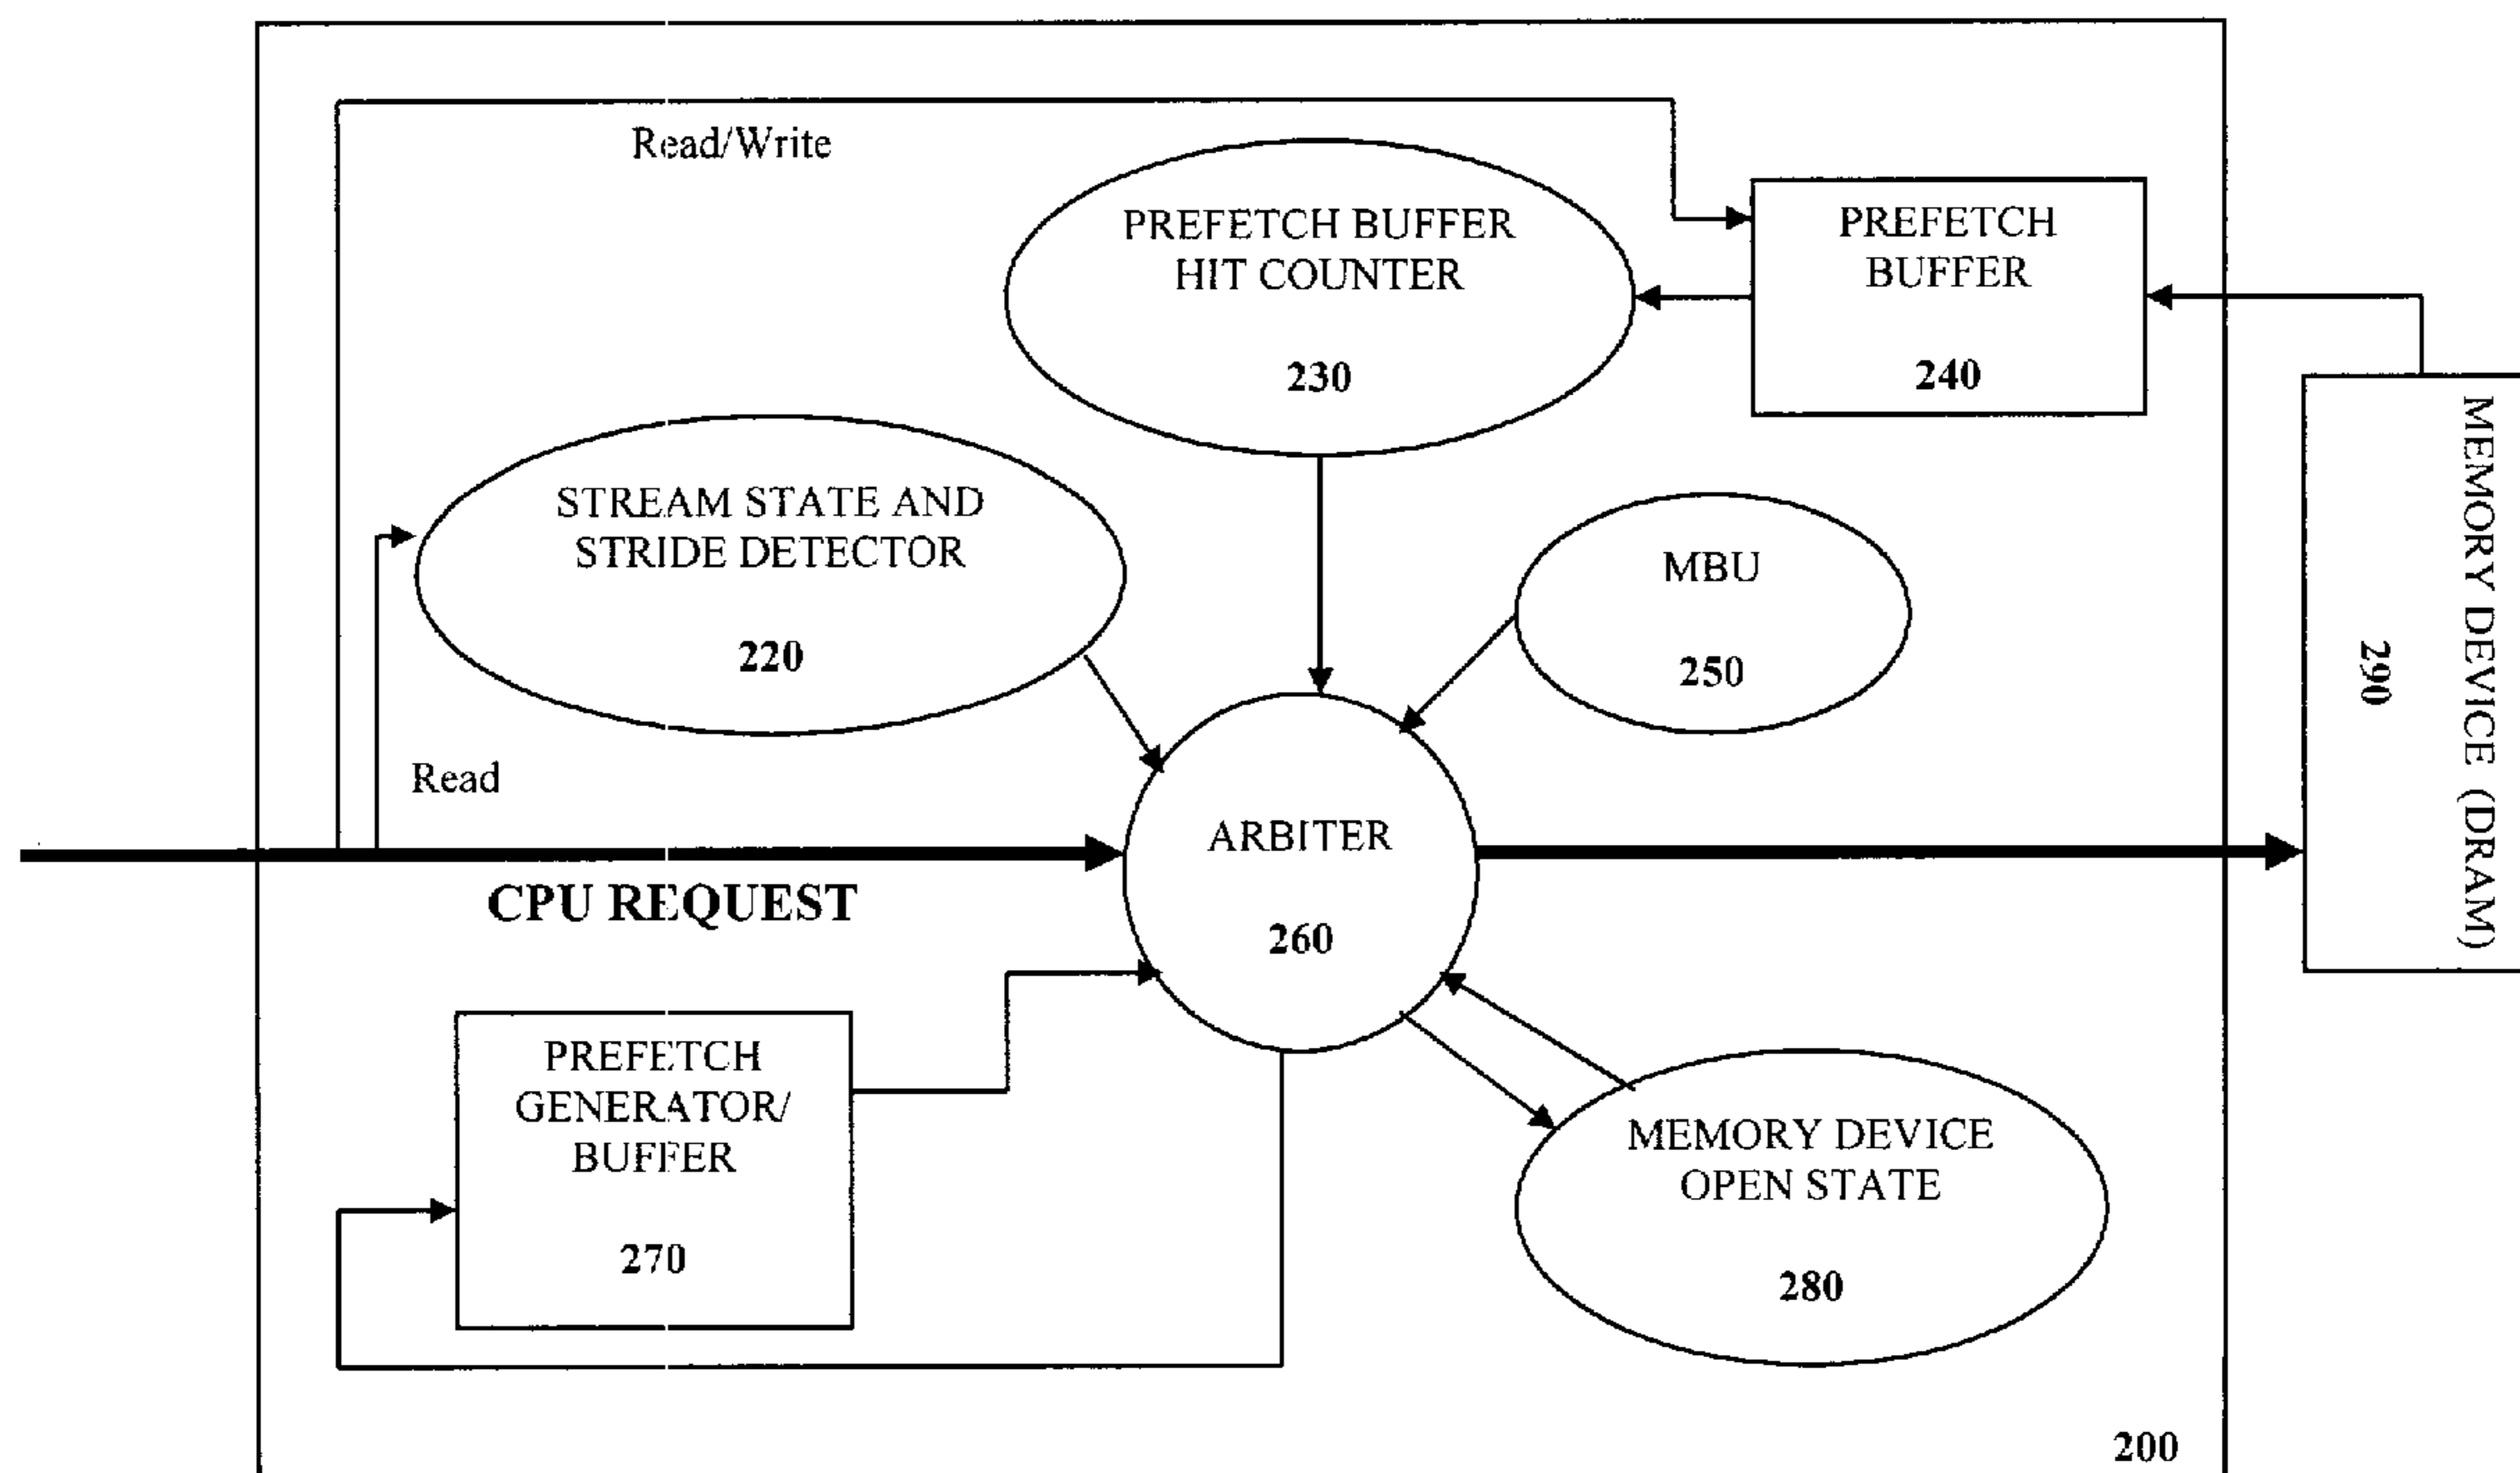 Read/Write
PREFETCH BUFFER
HIT COUNTER
230
PREFETCH
BUFFER
240
STREAM STATE AND
STRIDE DETECTOR
220
MBU
250
MEMORY DEVICE (DRAM)
290
Read
ARBITER
260
CPU REQUEST
PREFETCH
GENERATOR/
BUFFER
270
MEMORY DEVICE
OPEN STATE
280
200